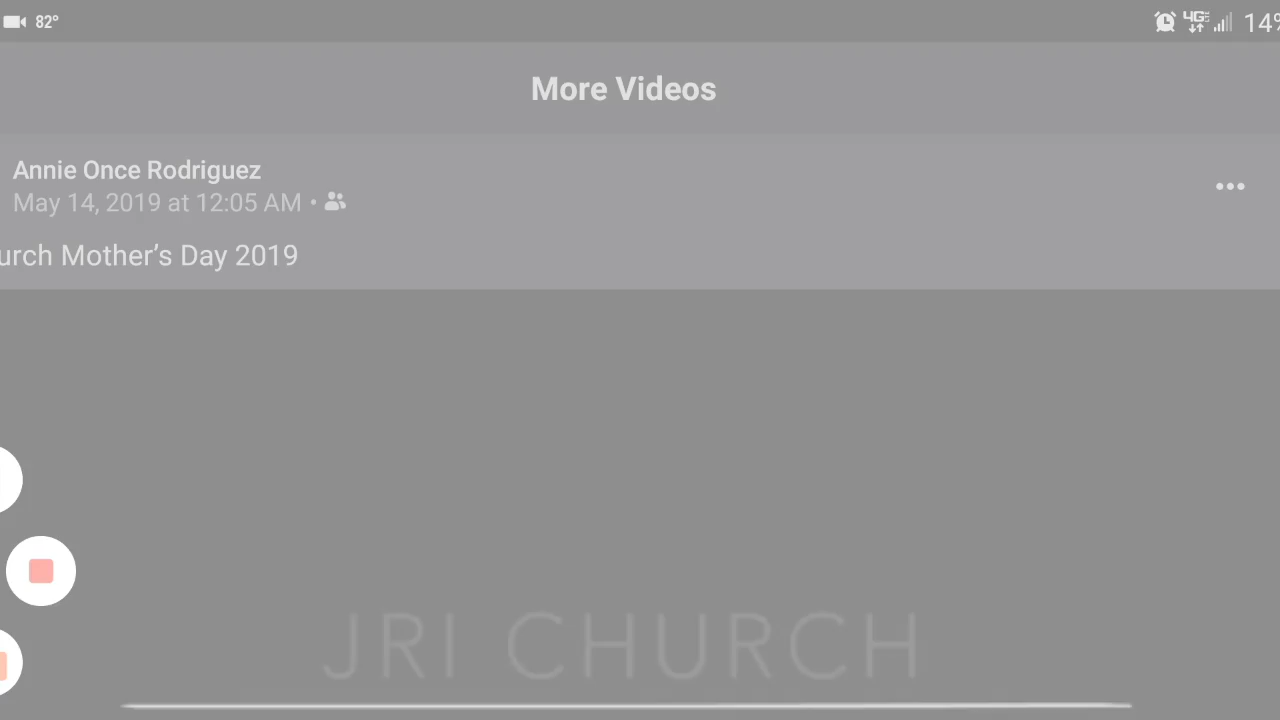 82°
4G
14%
More Videos
Annie Once Rodriguez
May 14, 2019 at 12:05 AM •
urch Mother's Day 2019
JRI CHURCH